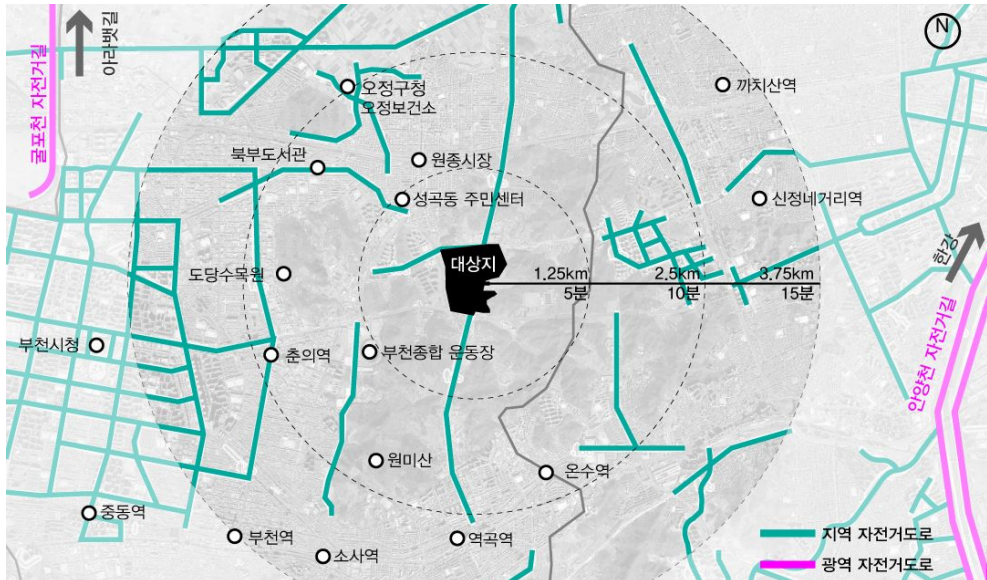 N
아라뱃길
굴포천 자전거길
까치산역
오정구청
오정보건소
원종시장
북부도서관
성곡동 주민센터
신정네거리역
한강
대상지
도당수목원
1.25km
2.5km
3.75km
5분
10분
15분
부천시청
춘의역
부천종합 운동장
안양천 자전거길
원미산
온수역
중동역
부천역
소사역
역곡역
지역 자전거도로
광역 자전거도로